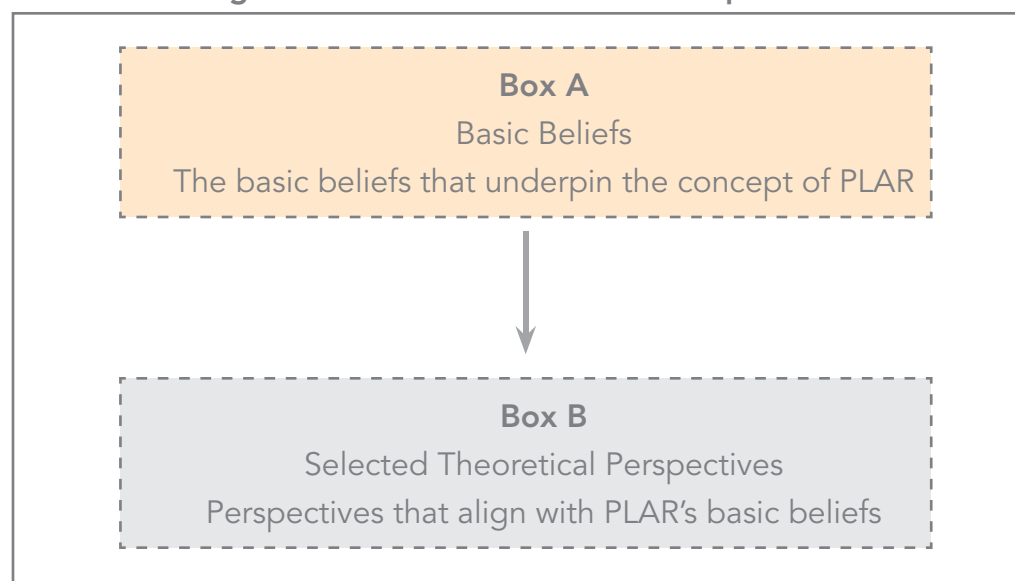 Box A
Basic Beliefs
The basic beliefs that underpin the concept of PLAR
Box B
Selected Theoretical Perspectives
Perspectives that align with PLAR's basic beliefs